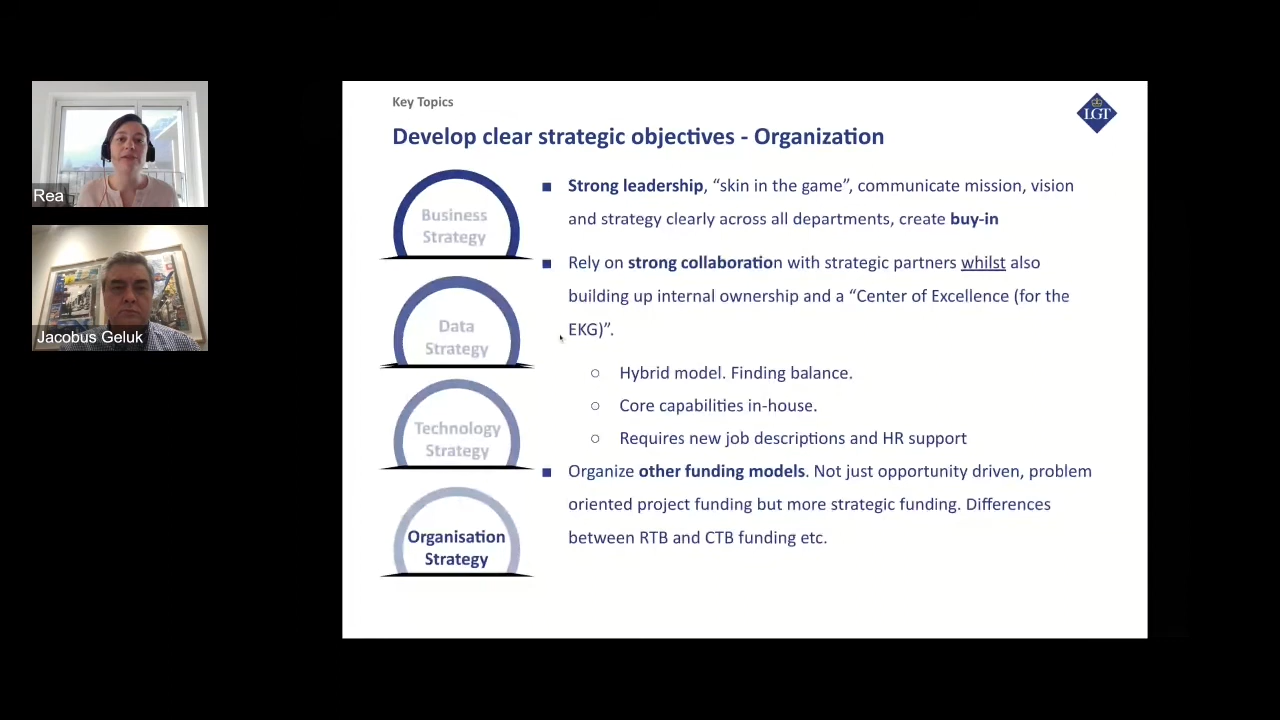 Rea
Jacobus Geluk
Key Topics
LGT
Develop clear strategic objectives - Organization
Business
Strategy
Data
Strategy
Technology
Strategy
Organisation
Strategy
■ Strong leadership, “skin in the game”, communicate mission, vision
and strategy clearly across all departments, create buy-in
■ Rely on strong collaboration with strategic partners whilst also
building up internal ownership and a “Center of Excellence (for the
EKG)”.
○ Hybrid model. Finding balance.
○ Core capabilities in-house.
○ Requires new job descriptions and HR support
■ Organize other funding models. Not just opportunity driven, problem
oriented project funding but more strategic funding. Differences
between RTB and CTB funding etc.